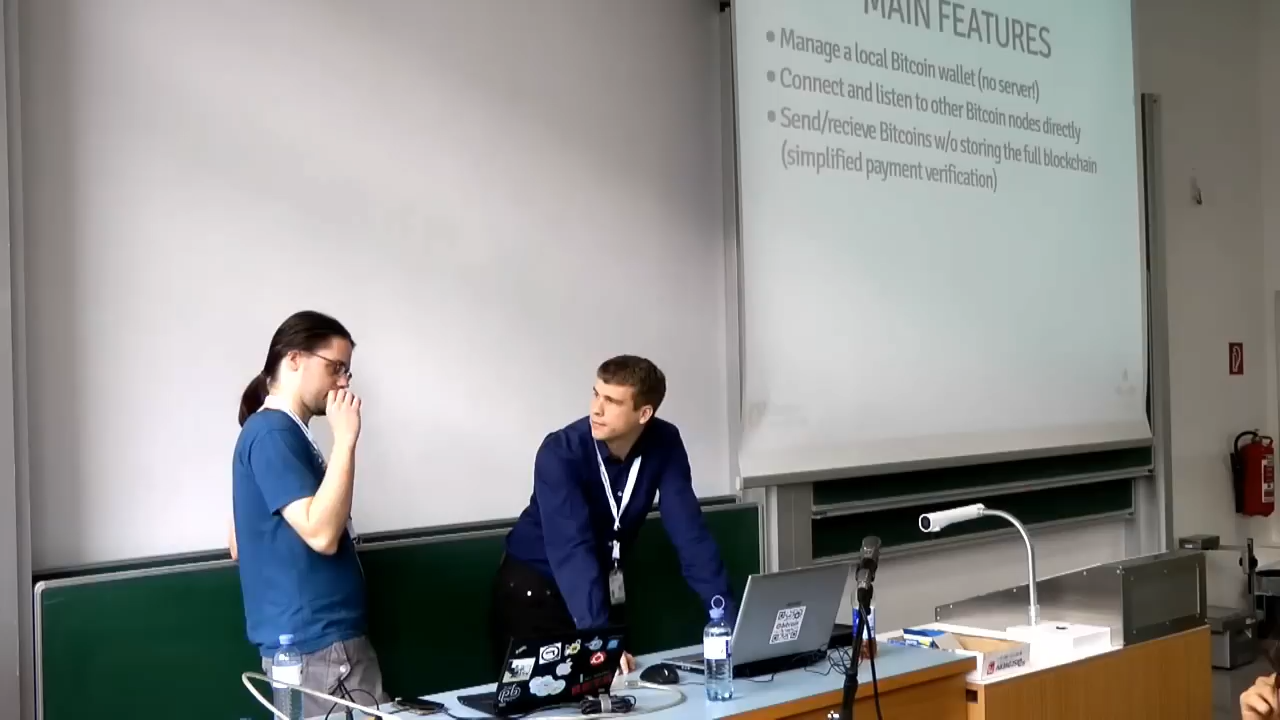 MAIN FEATURES
• Manage a local Bitcoin wallet (no server!)
• Connect and listen to other Bitcoin nodes directly
• Send/recieve Bitcoins w/o storing the full blockchain
(simplified payment verification)